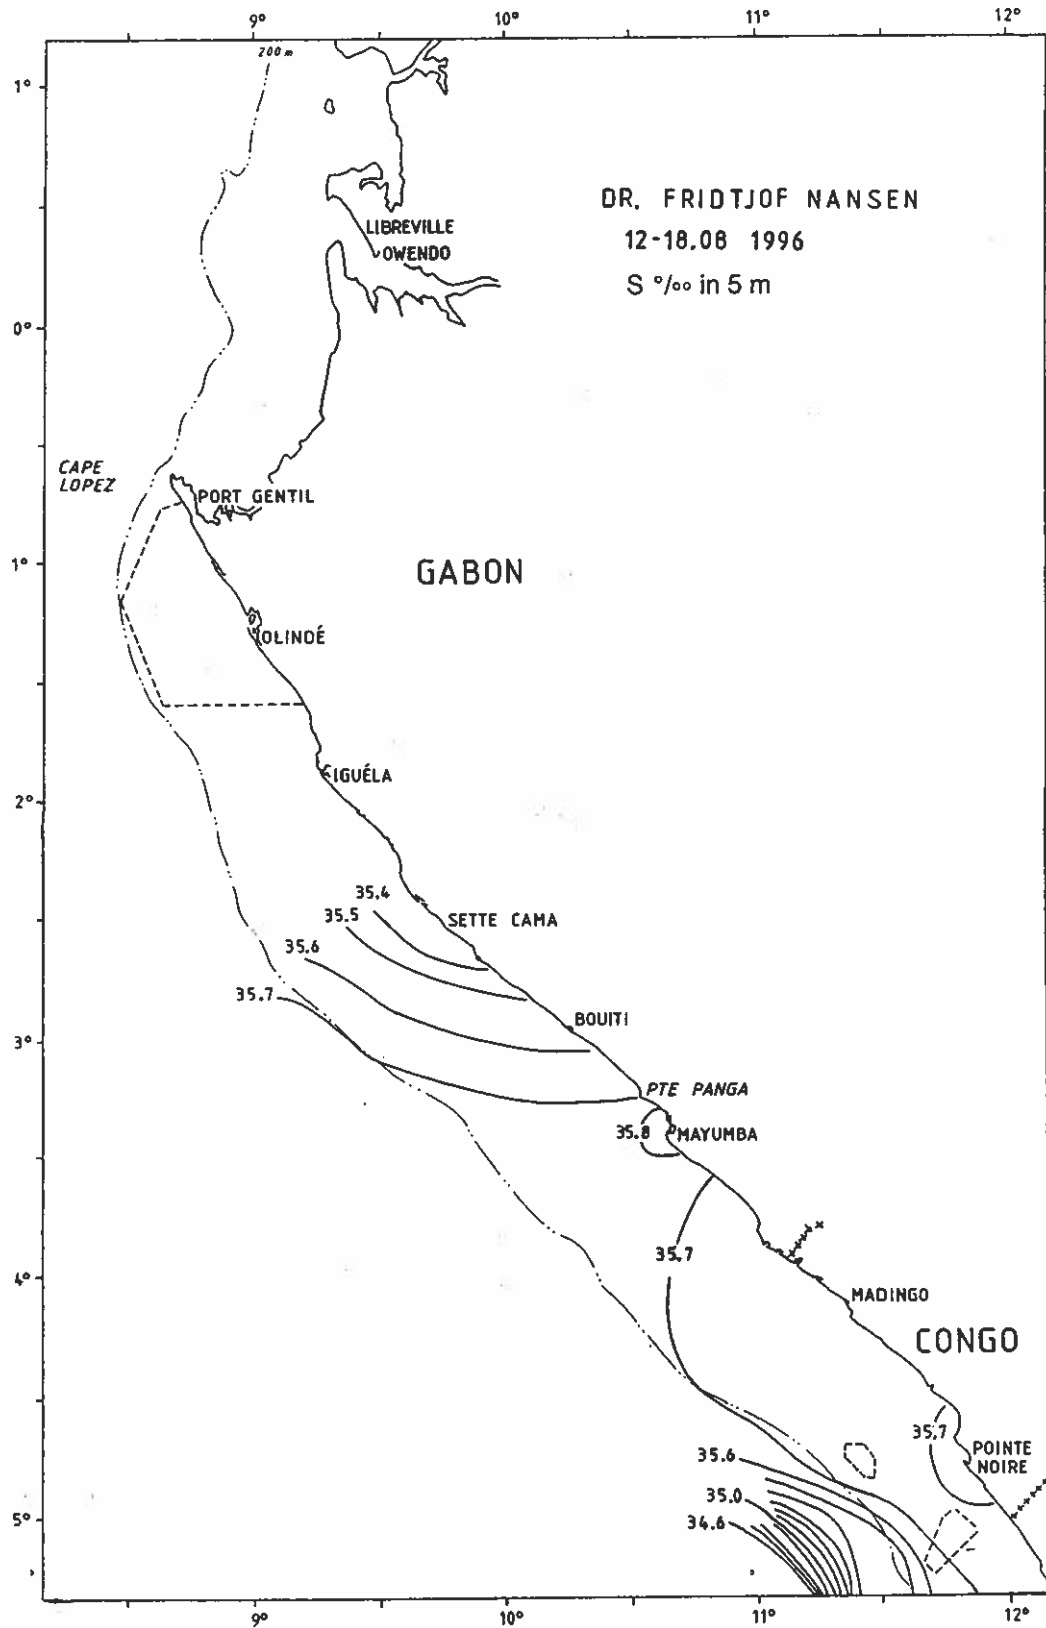 9° 10° 11° 12°
200 m
1°
DR. FRIDTJOF NANSEN
LIBREVILLE
12-18.08 1996
OWENDO
S °/oo in 5 m
0°
CAPE
LOPEZ
PORT GENTIL
1°
GABON
OLINDÉ
IGUÉLA
2°
35.4
35.5
SETTE CAMA
35.6
35.7
BOUITI
3°
PTE PANGA
35.8
MAYUMBA
35.7
4°
MADINGO
CONGO
35.7
POINTE
NOIRE
35.6
35.0
34.6
5°
9° 10° 11° 12°